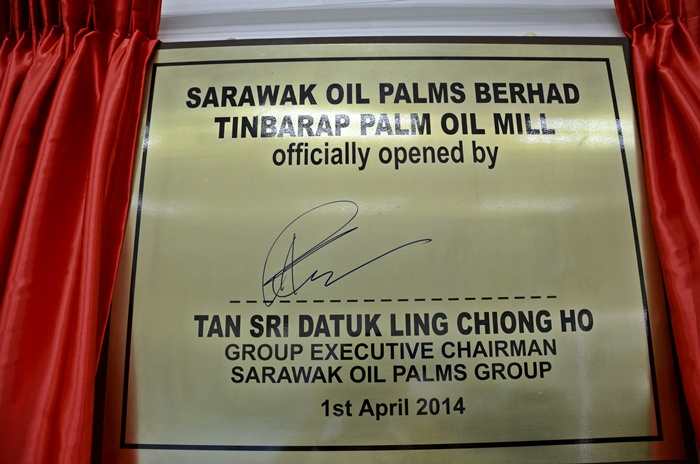 SARAWAK OIL PALMS BERHAD
TINBARAP PALM OIL MILL
officially opened by
TAN SRI DATUK LING CHIONG HO
GROUP EXECUTIVE CHAIRMAN
SARAWAK OIL PALMS GROUP
1st April 2014